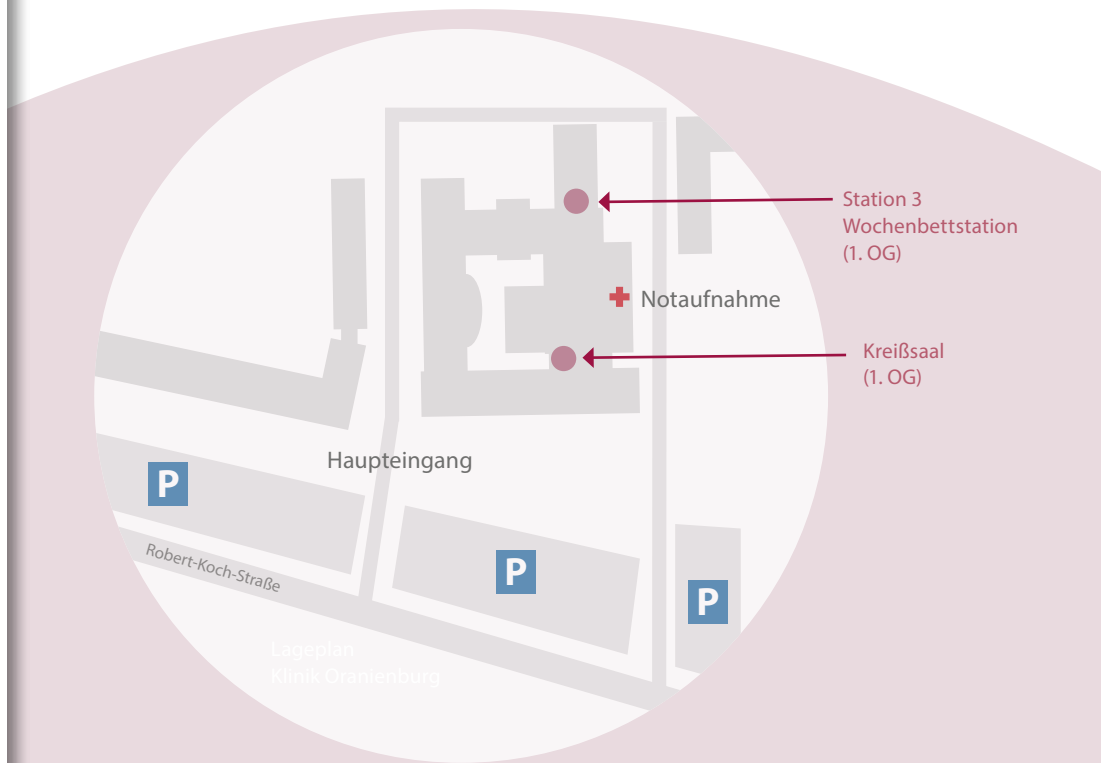 Station 3
Wochenbettstation
(1. OG)
Notaufnahme
Kreißsaal
(1. OG)
Haupteingang
P
P
P
Robert-Koch-Straße
Lageplan
Klinik Oranienburg